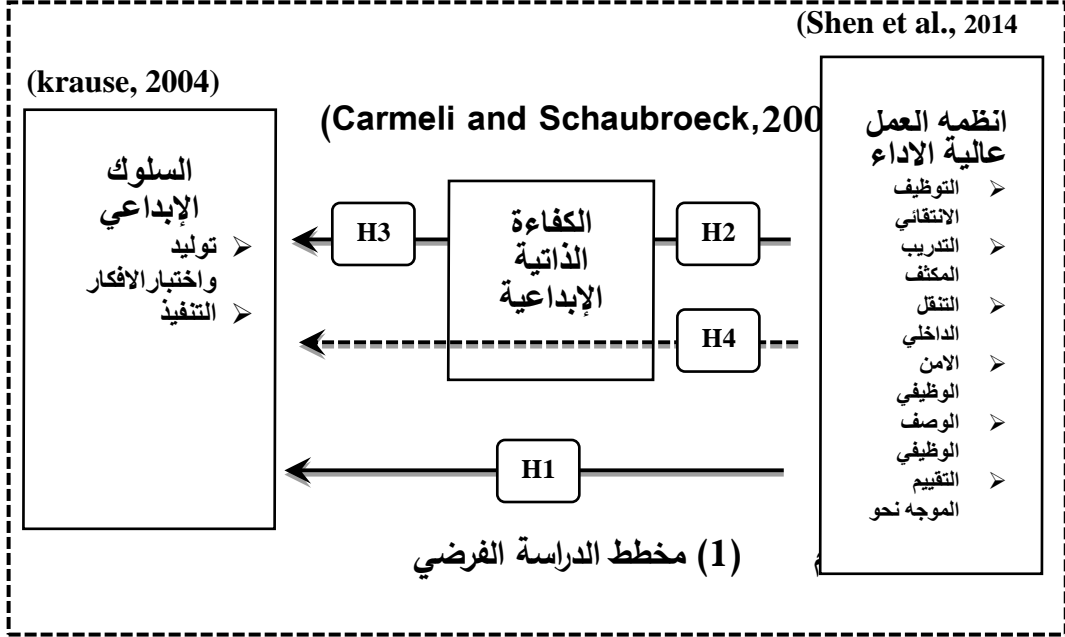 (Shen et al., 2014
انظمه العمل
عالية الاداء
⮚ التوظيف
الانتقائي
⮚ التدريب
المكثف
⮚ التنقل
الداخلي
⮚ الامن
الوظيفي
⮚ الوصف
الوظيفي
⮚ التقييم
الموجه نحو
(Carmeli and Schaubroeck,200
الكفاءة
الذاتية
الإبداعية
H2
H3
H4
H1
(krause, 2004)
السلوك
الإبداعي
⮚ توليد
واختبار الافكار
⮚ التنفيذ
(1) مخطط الدراسة الفرضي